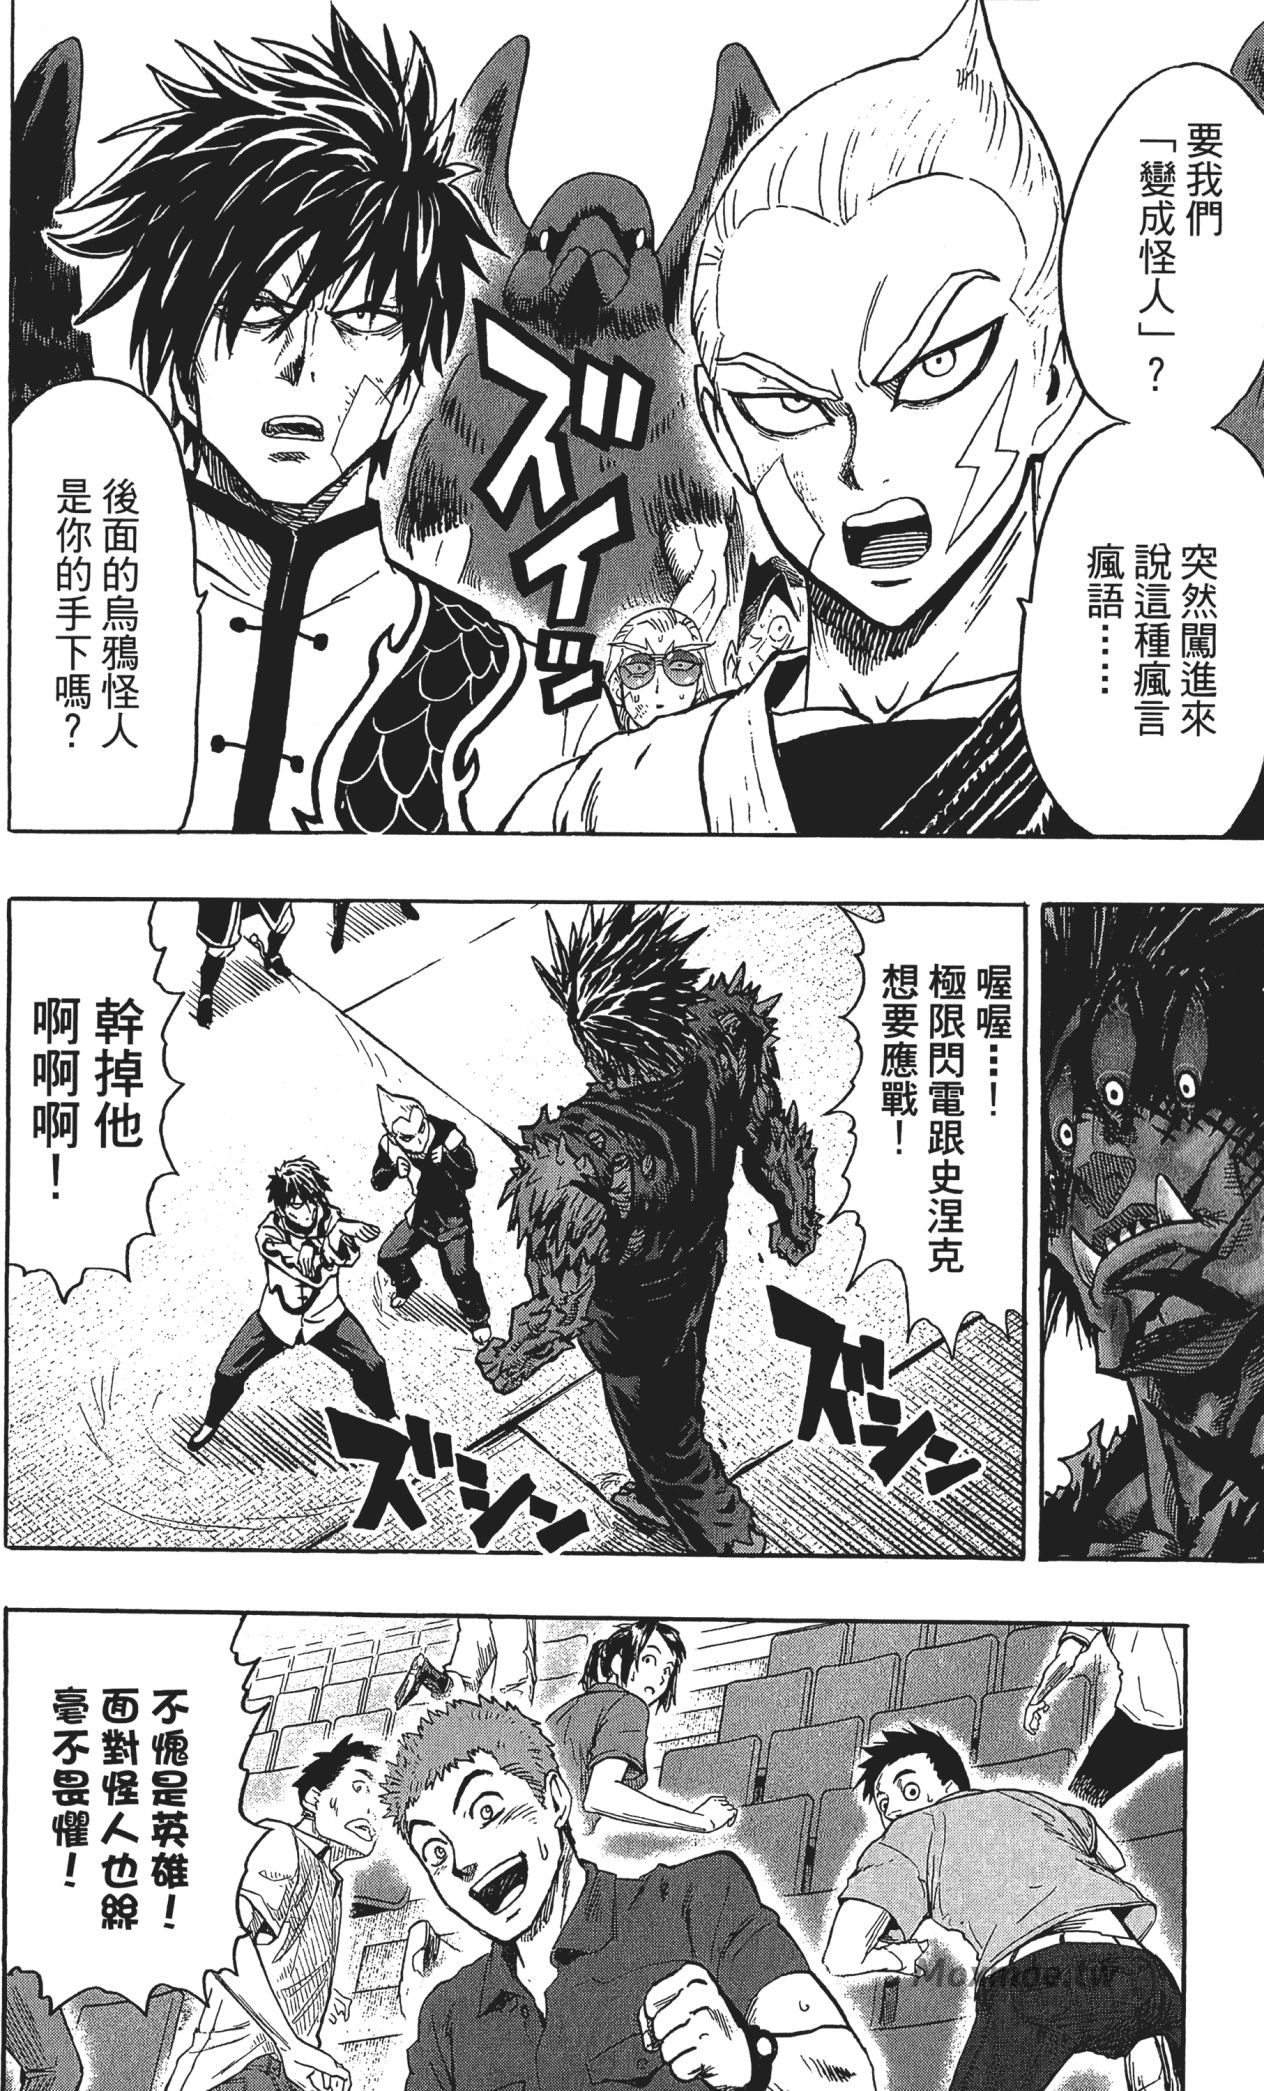 要我們
「變成怪人」？
突然闖進來
說這種瘋言
瘋語……
後面的烏鴉怪人
是你的手下嗎？
ズズイッ
喔喔…！
極限閃電跟史涅克
想要應戰！
幹掉他
啊啊啊！
ズシン
ズシン
不愧是英雄！
面對怪人也絲
毫不畏懼！